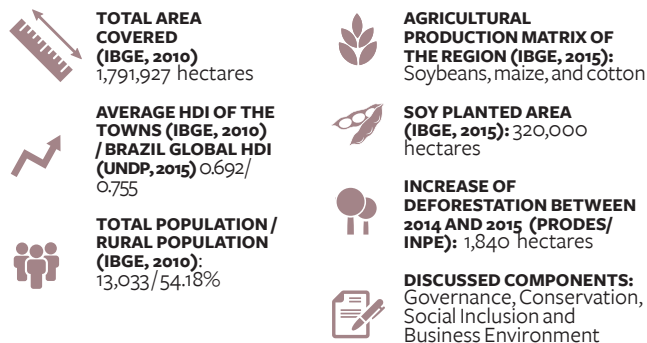 TOTAL AREA
COVERED
(IBGE, 2010)
1,791,927 hectares
AVERAGE HDI OF THE
TOWNS (IBGE, 2010)
/ BRAZIL GLOBAL HDI
(UNDP, 2015) 0.692/
0.755
TOTAL POPULATION /
RURAL POPULATION
(IBGE, 2010):
13,033/54.18%
AGRICULTURAL
PRODUCTION MATRIX OF
THE REGION (IBGE, 2015):
Soybeans, maize, and cotton
SOY PLANTED AREA
(IBGE, 2015): 320,000
hectares
INCREASE OF
DEFORESTATION BETWEEN
2014 AND 2015 (PRODES/
INPE): 1,840 hectares
DISCUSSED COMPONENTS:
Governance, Conservation,
Social Inclusion and
Business Environment